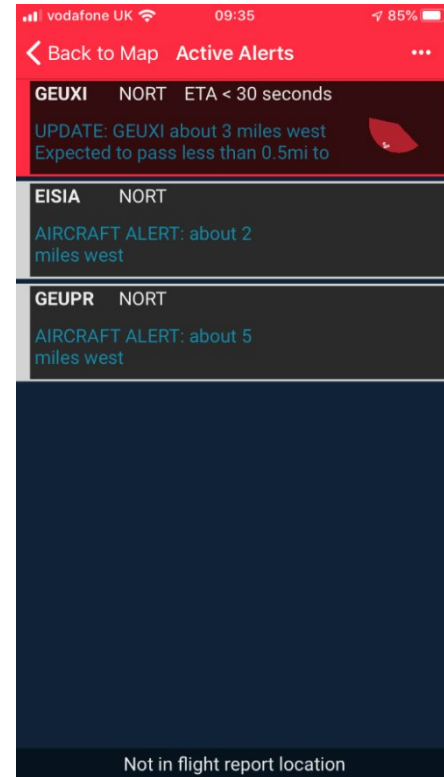 vodafone UK 09:35 85%
Back to Map Active Alerts
GEUXI NORT ETA < 30 seconds
UPDATE: GEUXI about 3 miles west
Expected to pass less than 0.5mi to
EISIA NORT
AIRCRAFT ALERT: about 2
miles west
GEUPR NORT
AIRCRAFT ALERT: about 5
miles west
Not in flight report location